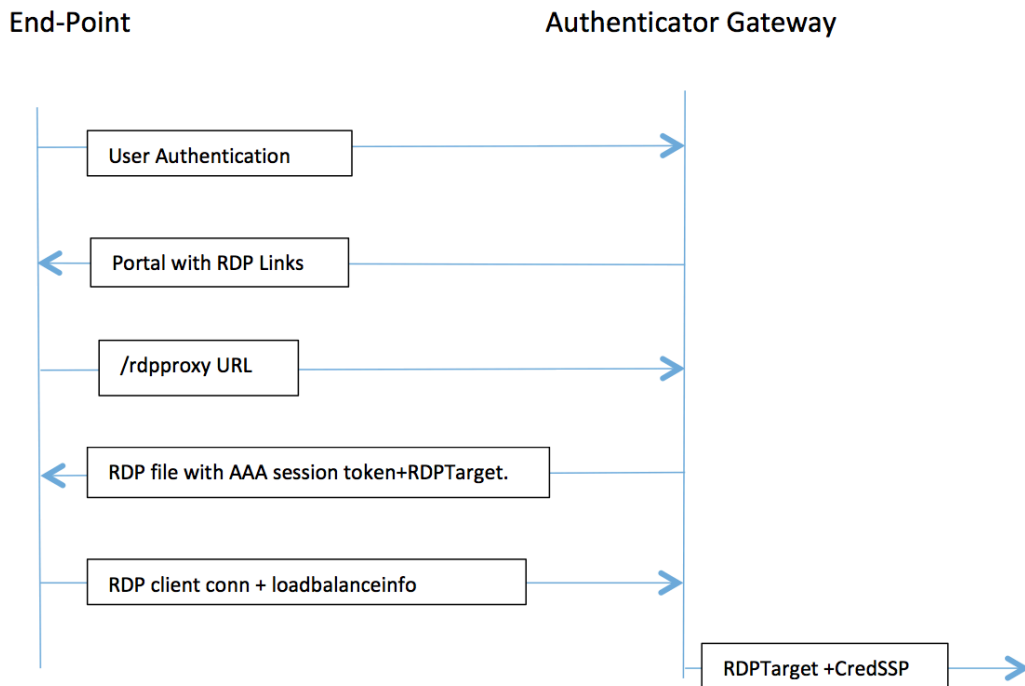 End-Point
Authenticator Gateway
User Authentication
Portal with RDP Links
/rdpproxy URL
RDP file with AAA session token+RDPTarget.
RDP client conn + loadbalanceinfo
RDPTarget +CredSSP